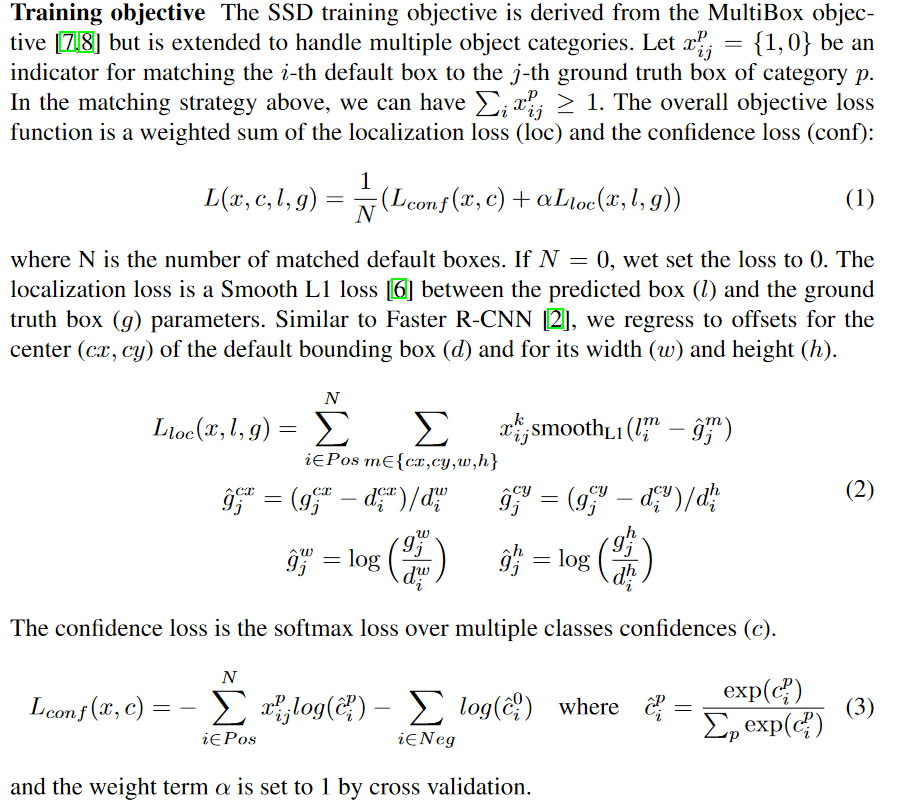 Training objective The SSD training objective is derived from the MultiBox objec-
tive [7,8] but is extended to handle multiple object categories. Let $x_{ij}^p = \{1,0\}$ be an
indicator for matching the $i$-th default box to the $j$-th ground truth box of category $p$.
In the matching strategy above, we can have $\sum_i x_{ij}^p \geq 1$. The overall objective loss
function is a weighted sum of the localization loss (loc) and the confidence loss (conf):
$L(x, c, l, g) = \frac{1}{N}(L_{conf}(x, c) + \alpha L_{loc}(x, l, g))$ (1)
where N is the number of matched default boxes. If $N = 0$, wet set the loss to 0. The
localization loss is a Smooth L1 loss [6] between the predicted box ($l$) and the ground
truth box ($g$) parameters. Similar to Faster R-CNN [2], we regress to offsets for the
center ($cx, cy$) of the default bounding box ($d$) and for its width ($w$) and height ($h$).
$L_{loc}(x, l, g) = \sum_{i \in Pos}^{N} \sum_{m \in \{cx,cy,w,h\}} x_{ij}^k \text{smooth}_{\text{L1}}(l_i^m - \hat{g}_j^m)$
$\hat{g}_j^{cx} = (g_j^{cx} - d_i^{cx})/d_i^w \quad \hat{g}_j^{cy} = (g_j^{cy} - d_i^{cy})/d_i^h$ (2)
$\hat{g}_j^w = \log\left(\frac{g_j^w}{d_i^w}\right) \quad \hat{g}_j^h = \log\left(\frac{g_j^h}{d_i^h}\right)$
The confidence loss is the softmax loss over multiple classes confidences ($c$).
$L_{conf}(x, c) = -\sum_{i \in Pos}^{N} x_{ij}^p log(\hat{c}_i^p) - \sum_{i \in Neg} log(\hat{c}_i^0) \quad \text{where} \quad \hat{c}_i^p = \frac{\exp(c_i^p)}{\sum_p \exp(c_i^p)}$ (3)
and the weight term $\alpha$ is set to 1 by cross validation.